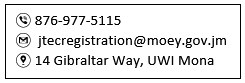 876-977-5115
jtecregistration@moey.gov.jm
14 Gibraltar Way, UWI Mona